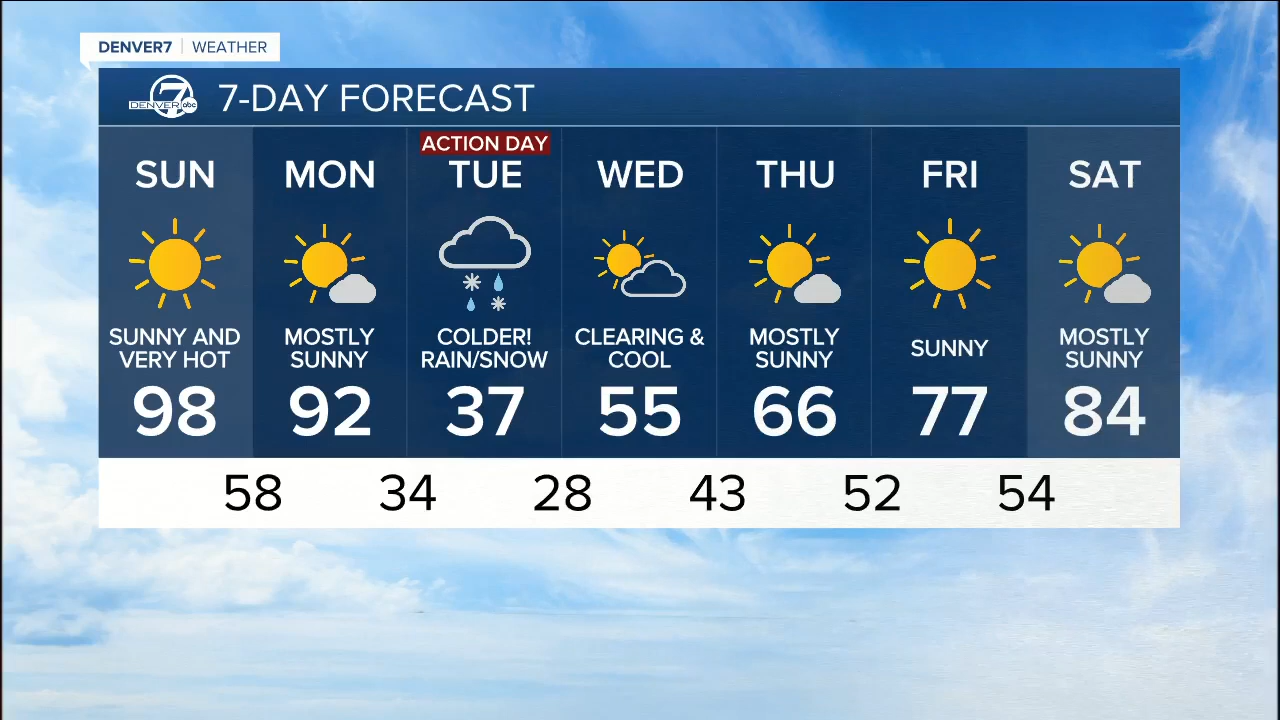 DENVER7 | WEATHER
7 DENVER abc
7-DAY FORECAST
ACTION DAY
SUN MON TUE WED THU FRI SAT
SUNNY AND VERY HOT
MOSTLY SUNNY
COLDER! RAIN/SNOW
CLEARING & COOL
MOSTLY SUNNY
SUNNY
MOSTLY SUNNY
98 92 37 55 66 77 84
58 34 28 43 52 54